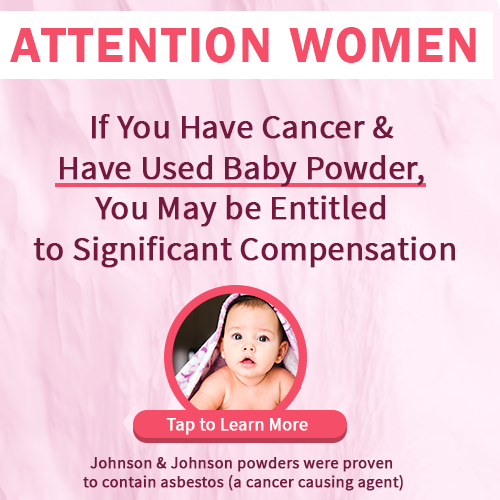 ATTENTION WOMEN
If You Have Cancer &
Have Used Baby Powder,
You May be Entitled
to Significant Compensation
Tap to Learn More
Johnson & Johnson powders were proven
to contain asbestos (a cancer causing agent)